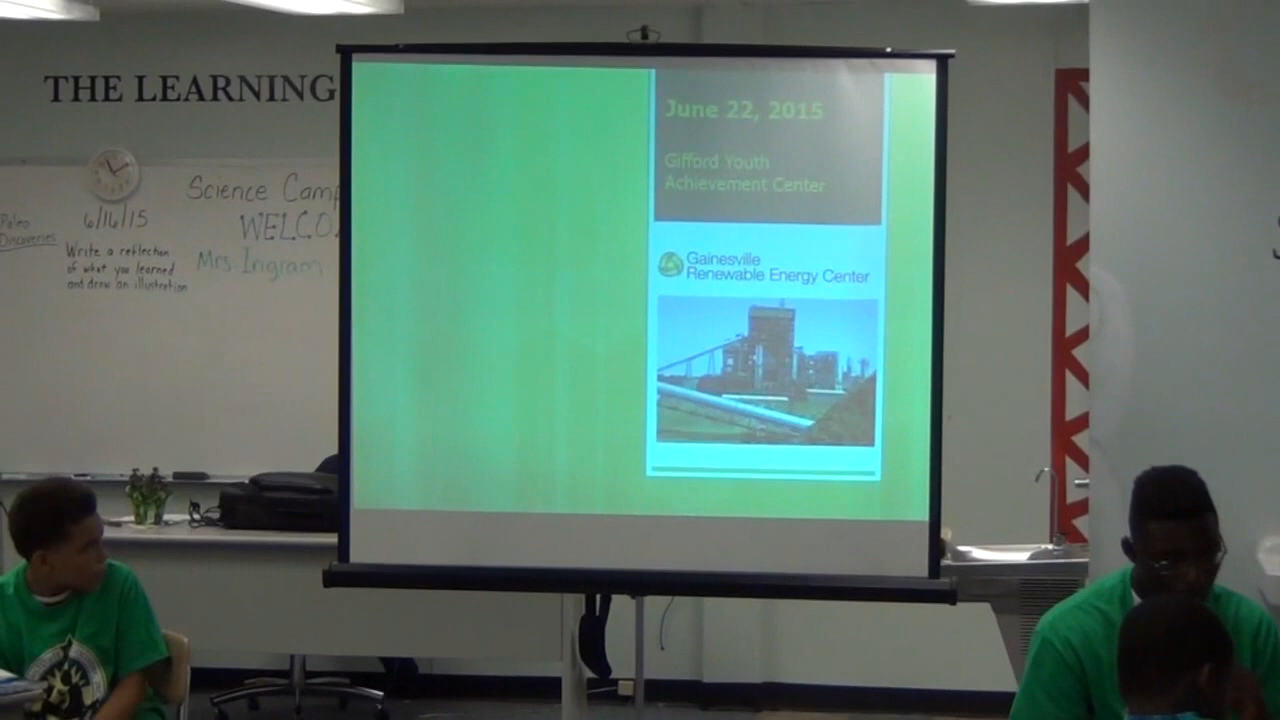 THE LEARNING
Science Camp
WELCO
Mrs. Ingram
6/16/15
Write a reflection
of what you learned
and draw an illustration
Paleo
Discoveries
June 22, 2015
Gifford Youth
Achievement Center
Gainesville
Renewable Energy Center